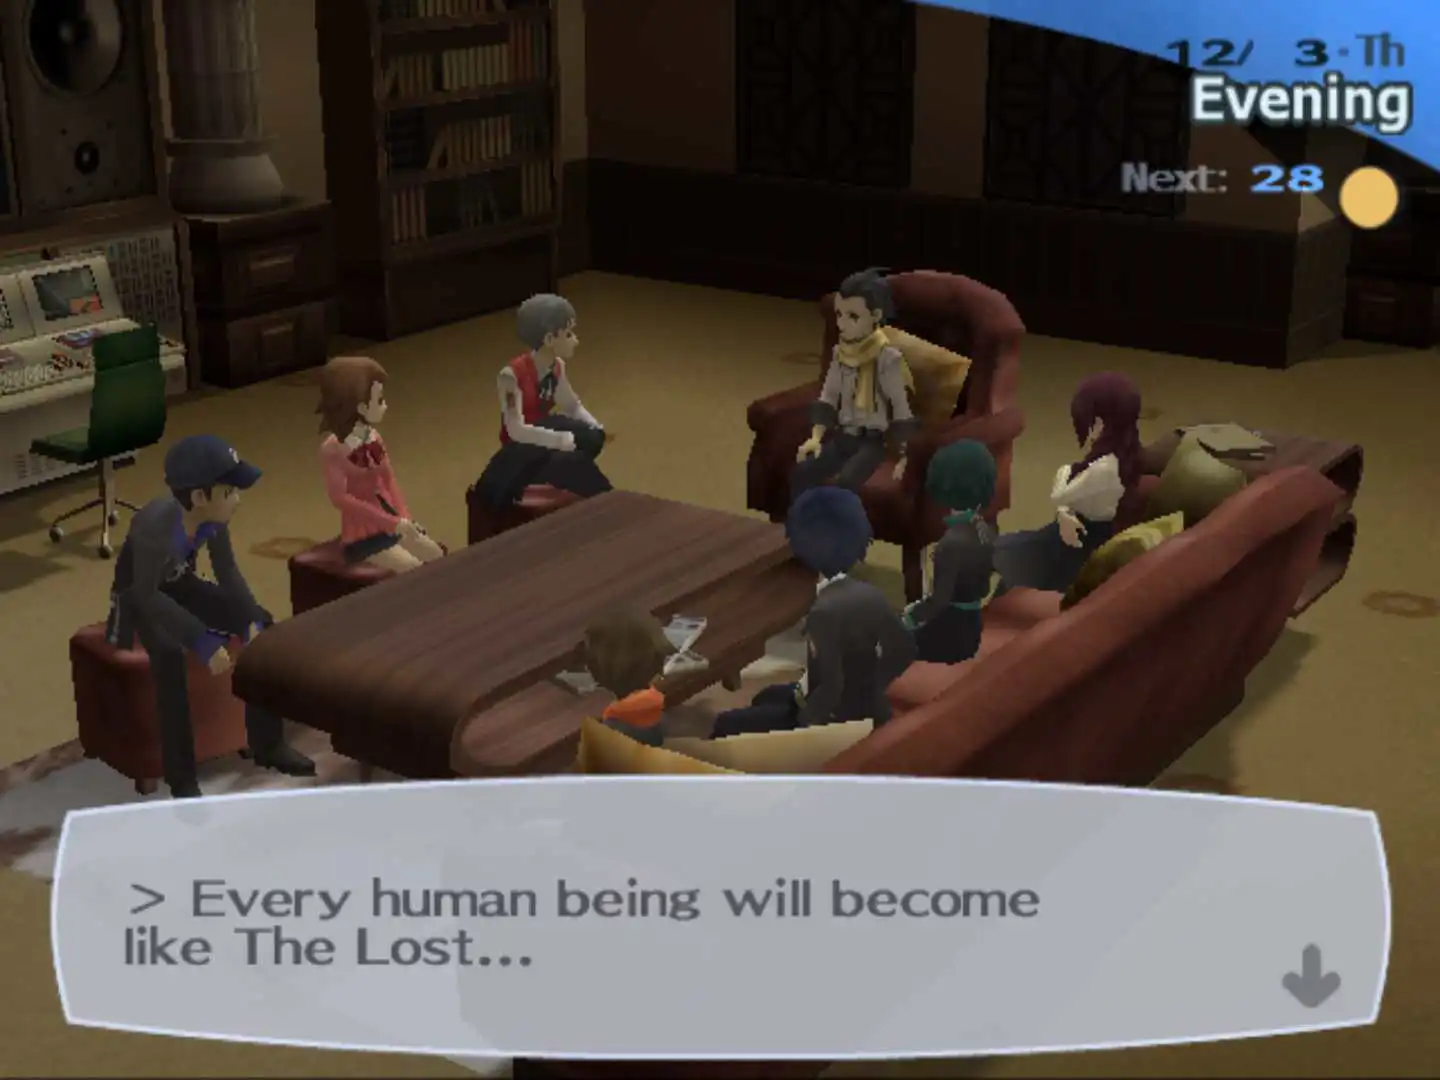 12/ 3・Th
Evening
Next: 28
> Every human being will become
like The Lost...